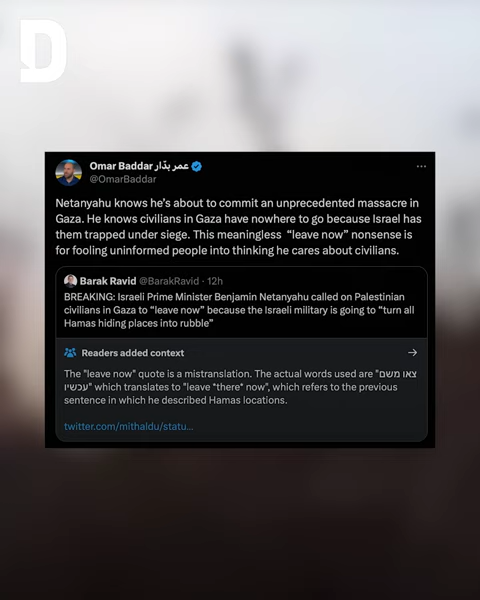 D
Omar Baddar عمر بدّار
@OmarBaddar
Netanyahu knows he's about to commit an unprecedented massacre in
Gaza. He knows civilians in Gaza have nowhere to go because Israel has
them trapped under siege. This meaningless “leave now” nonsense is
for fooling uninformed people into thinking he cares about civilians.
Barak Ravid @BarakRavid · 12h
BREAKING: Israeli Prime Minister Benjamin Netanyahu called on Palestinian
civilians in Gaza to “leave now” because the Israeli military is going to “turn all
Hamas hiding places into rubble”
Readers added context
The "leave now" quote is a mistranslation. The actual words used are "צאו משם
עכשיו" which translates to "leave *there* now", which refers to the previous
sentence in which he described Hamas locations.
twitter.com/mithaldu/statu...